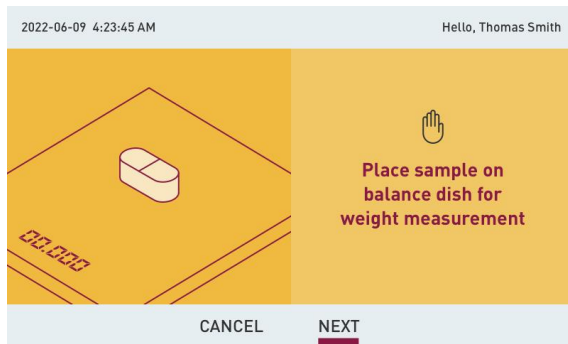 2022-06-09 4:23:45 AM
Hello, Thomas Smith
00.000
Place sample on
balance dish for
weight measurement
CANCEL NEXT